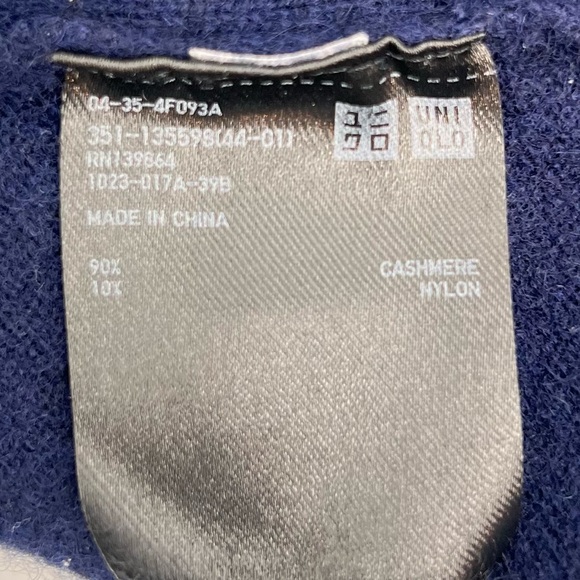 04-35-4F093A
351-135598(44-01)
RN139864
1D23-017A-39B
MADE IN CHINA
90% CASHMERE
10% NYLON
ユニ
クロ
UNI
QLO